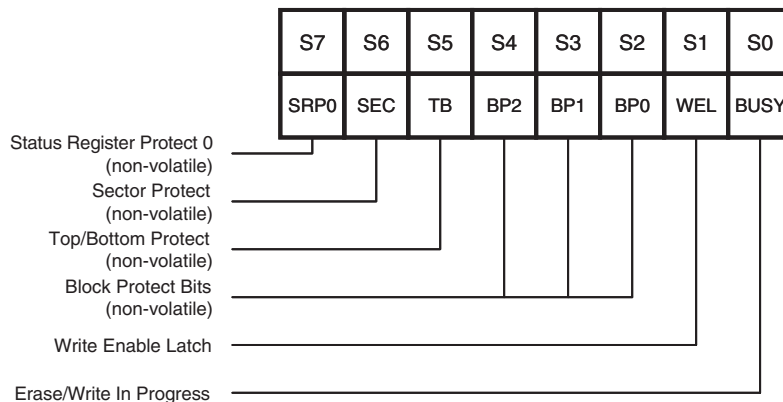 S7 S6 S5 S4 S3 S2 S1 S0
SRP0 SEC TB BP2 BP1 BP0 WEL BUSY
Status Register Protect 0
(non-volatile)
Sector Protect
(non-volatile)
Top/Bottom Protect
(non-volatile)
Block Protect Bits
(non-volatile)
Write Enable Latch
Erase/Write In Progress